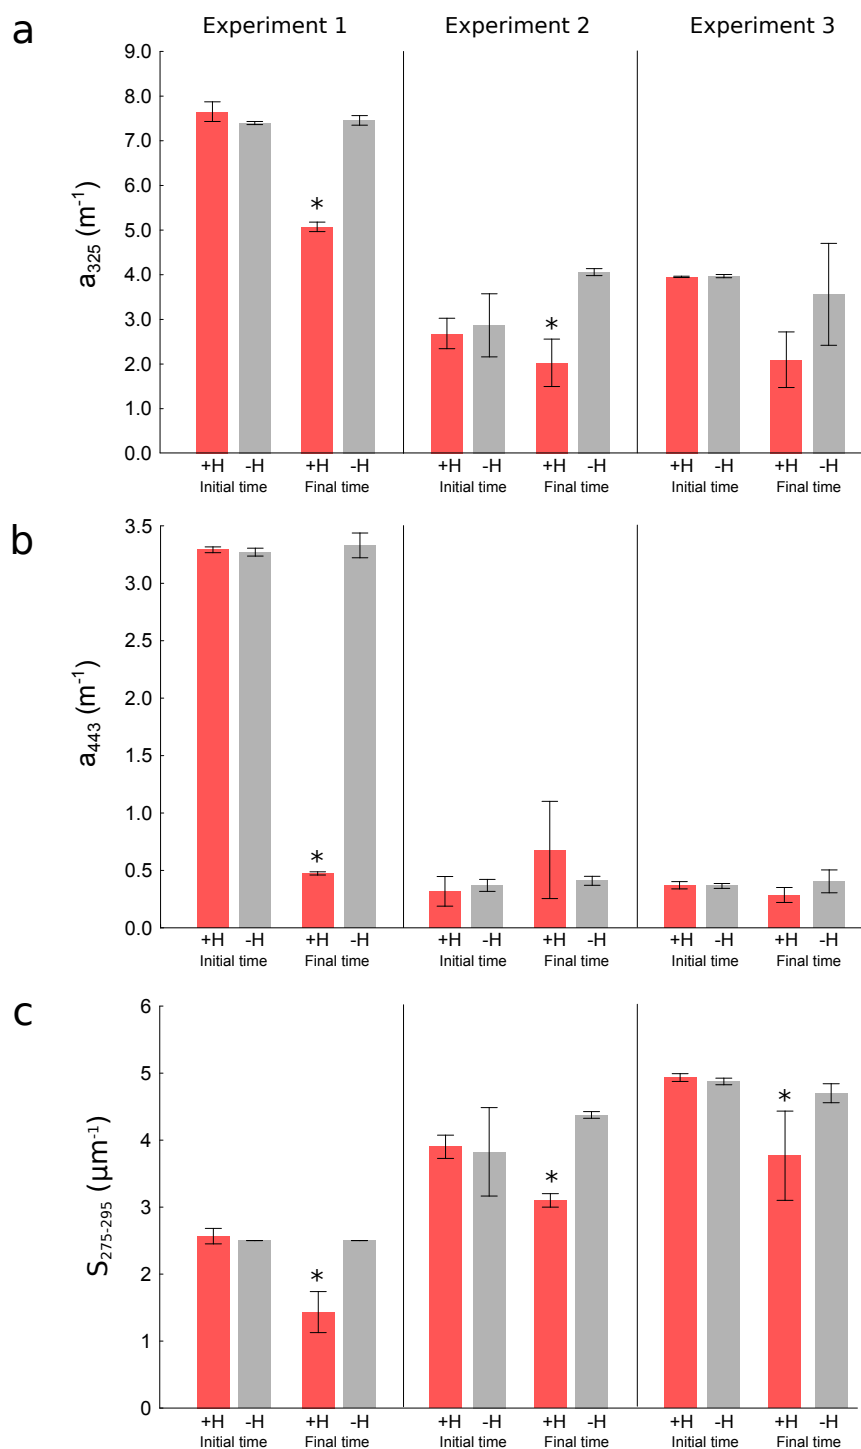 a
Experiment 1 Experiment 2 Experiment 3
9.0
8.0
7.0
6.0
5.0
4.0
3.0
2.0
1.0
0.0
a325 (m-1)
*
*
+H -H +H -H +H -H +H -H +H -H +H -H
Initial time Final time Initial time Final time Initial time Final time
b
3.5
3.0
2.5
2.0
1.5
1.0
0.5
0.0
a443 (m-1)
*
+H -H +H -H +H -H +H -H +H -H +H -H
Initial time Final time Initial time Final time Initial time Final time
c
6
5
4
3
2
1
0
S275-295 (μm-1)
*
*
*
+H -H +H -H +H -H +H -H +H -H +H -H
Initial time Final time Initial time Final time Initial time Final time